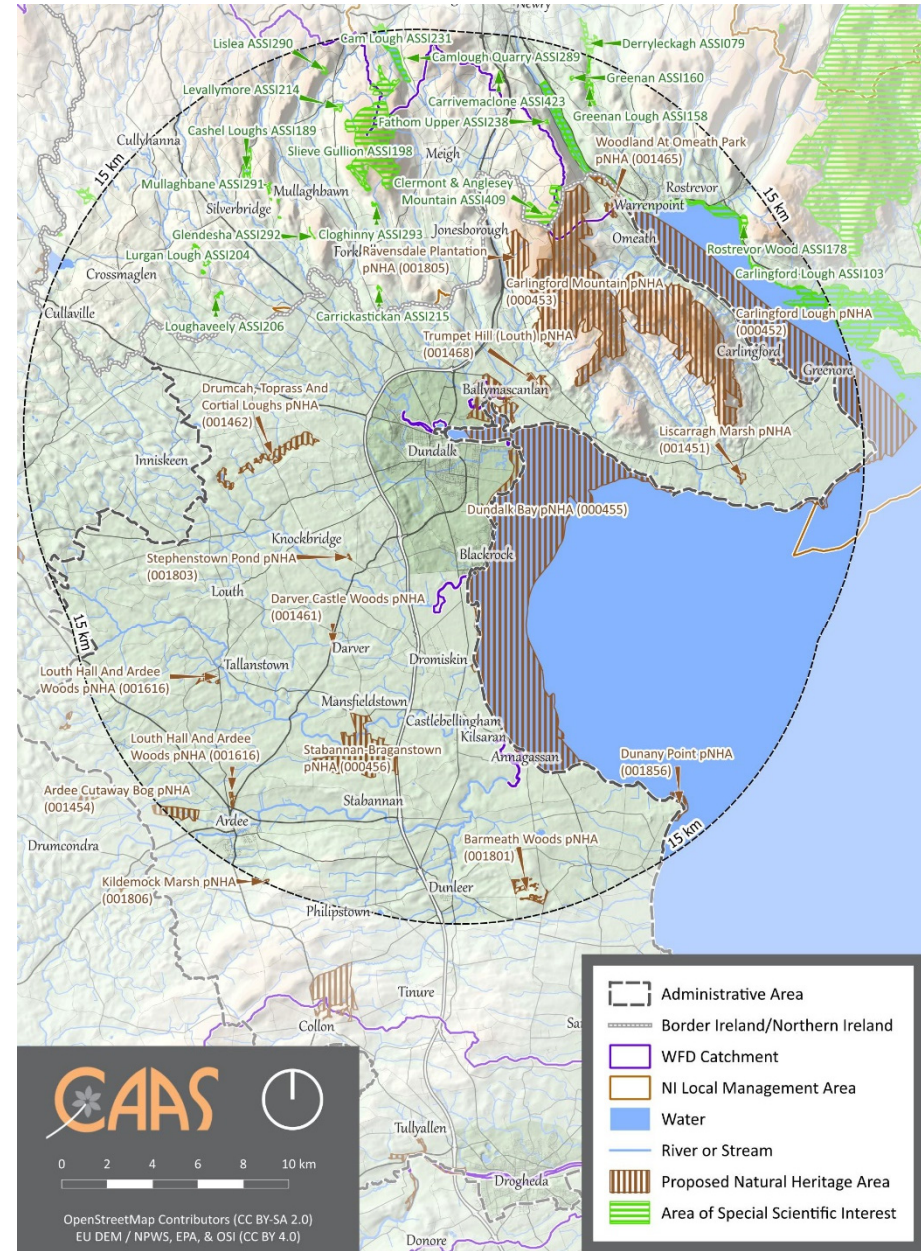 Newry
Cam Lough ASSI231
Lislea ASSI290
Camlough Quarry ASSI289
Derryleckagh ASSI079
Greenan ASSI160
Levallymore ASSI214
Carrivemaclone ASSI423
Greenan Lough ASSI158
Fathom Upper ASSI238
Cashel Loughs ASSI189
Cullyhanna
Woodland At Omeath Park
pNHA (001465)
Slieve Gullion ASSI198
Meigh
15 km
Mullaghbane ASSI291
Mullaghbawn
Clermont & Anglesey
Mountain ASSI409
Rostrevor
15 km
Silverbridge
Warrenpoint
Glendesha ASSI292
Cloghinny ASSI293
Jonesborough
Omeath
Forkhill
Ravensdale Plantation
pNHA (001805)
Rostrevor Wood ASSI178
Lurgan Lough ASSI204
Crossmaglen
Carlingford Lough ASSI103
Carlingford Mountain pNHA
(000453)
Cullaville
Loughaveely ASSI206
Carrickastickan ASSI215
Carlingford Lough pNHA
(000452)
Trumpet Hill (Louth) pNHA
(001468)
Carlingford
Greenore
Drumcah, Toprass And
Cortial Loughs pNHA
(001462)
Ballymascanlan
Inniskeen
Dundalk
Liscarragh Marsh pNHA
(001451)
Dundalk Bay pNHA (000455)
Knockbridge
Stephenstown Pond pNHA
(001803)
Blackrock
Louth
Darver Castle Woods pNHA
(001461)
15 km
Darver
Dromiskin
Tallanstown
Louth Hall And Ardee
Woods pNHA (001616)
Mansfieldstown
Castlebellingham
Kilsaran
Louth Hall And Ardee
Woods pNHA (001616)
Stabannan-Braganstown
pNHA (000456)
Annagassan
Dunany Point pNHA
(001856)
Ardee Cutaway Bog pNHA
(001454)
Stabannan
Ardee
15 km
Drumcondra
Barmeath Woods pNHA
(001801)
Kildemock Marsh pNHA
(001806)
Dunleer
Philipstown
Tinure
Collon
Tullyallen
Drogheda
Donore
Administrative Area
Border Ireland/Northern Ireland
WFD Catchment
NI Local Management Area
Water
River or Stream
Proposed Natural Heritage Area
Area of Special Scientific Interest
CAAS
0 2 4 6 8 10 km
OpenStreetMap Contributors (CC BY-SA 2.0)
EU DEM / NPWS, EPA, & OSI (CC BY 4.0)